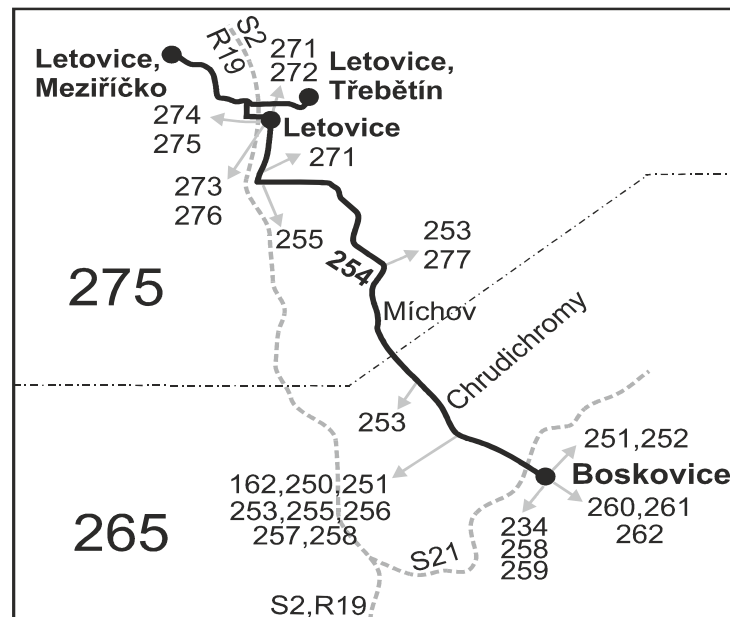 S2
R19
Letovice,
Meziříčko
271
272
Letovice,
Třebětín
274
275
Letovice
271
273
276
255
253
277
254
275
Míchov
Chrudichromy
253
251,252
Boskovice
162,250,251
253,255,256
257,258
260,261
262
234
258
259
265
S21
S2,R19